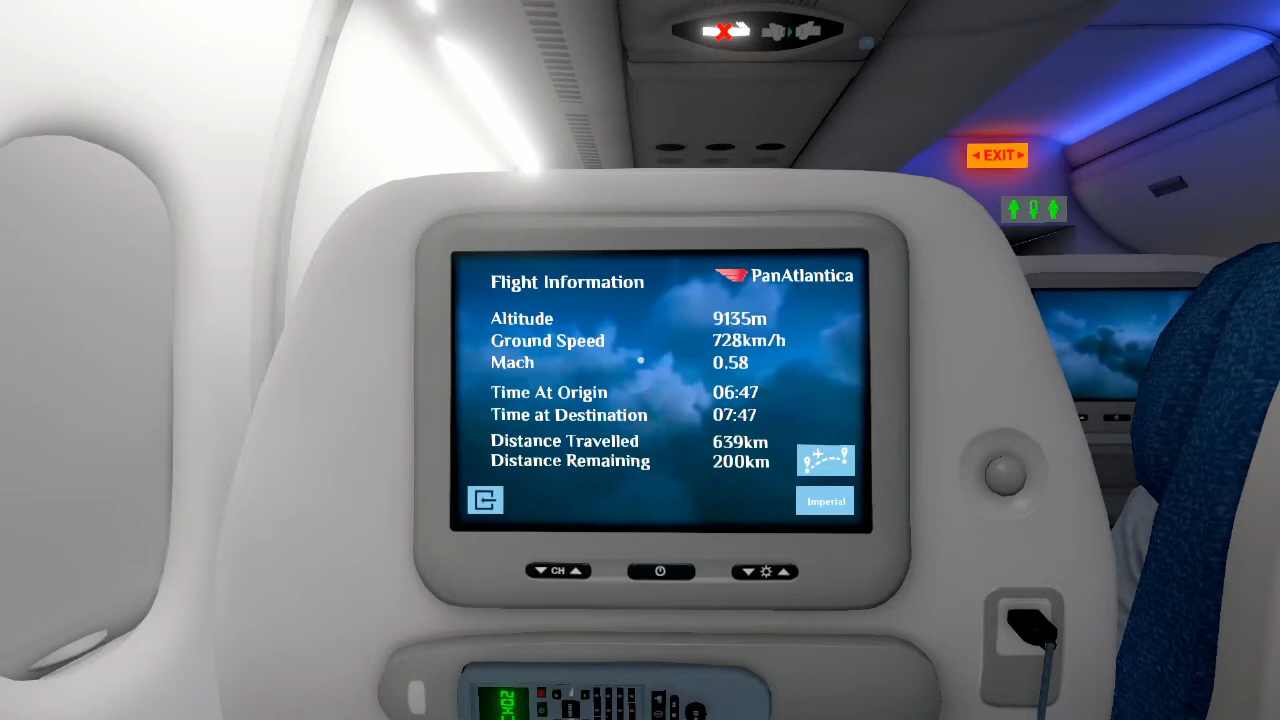 EXIT
Flight Information
PanAtlantica
Altitude 9135m
Ground Speed 728km/h
Mach 0.58
Time At Origin 06:47
Time at Destination 07:47
Distance Travelled 639km
Distance Remaining 200km
Imperial
CH
CH02